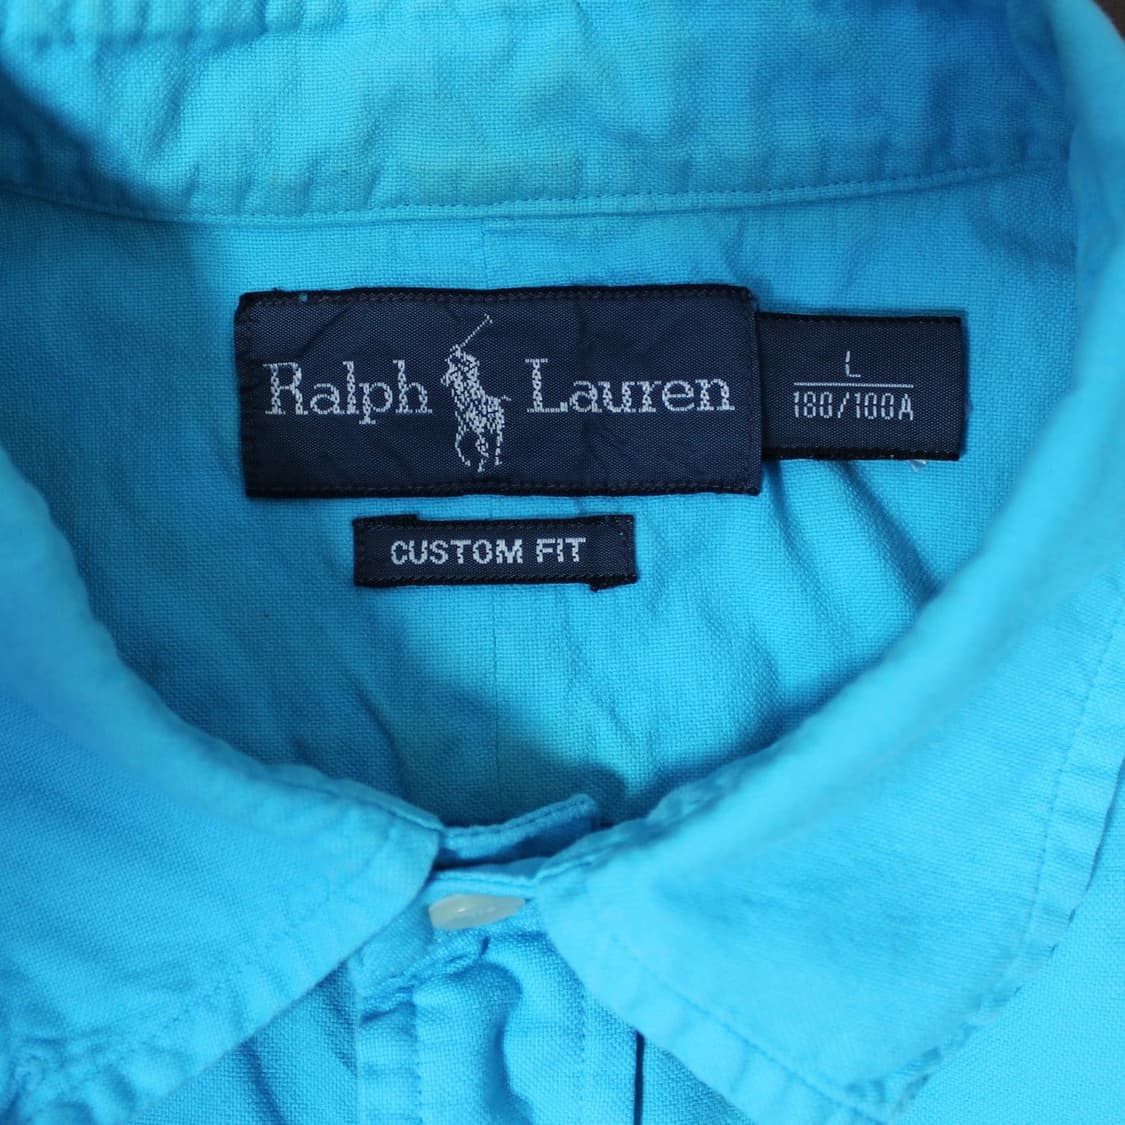 Ralph Lauren
L
180/100A
CUSTOM FIT